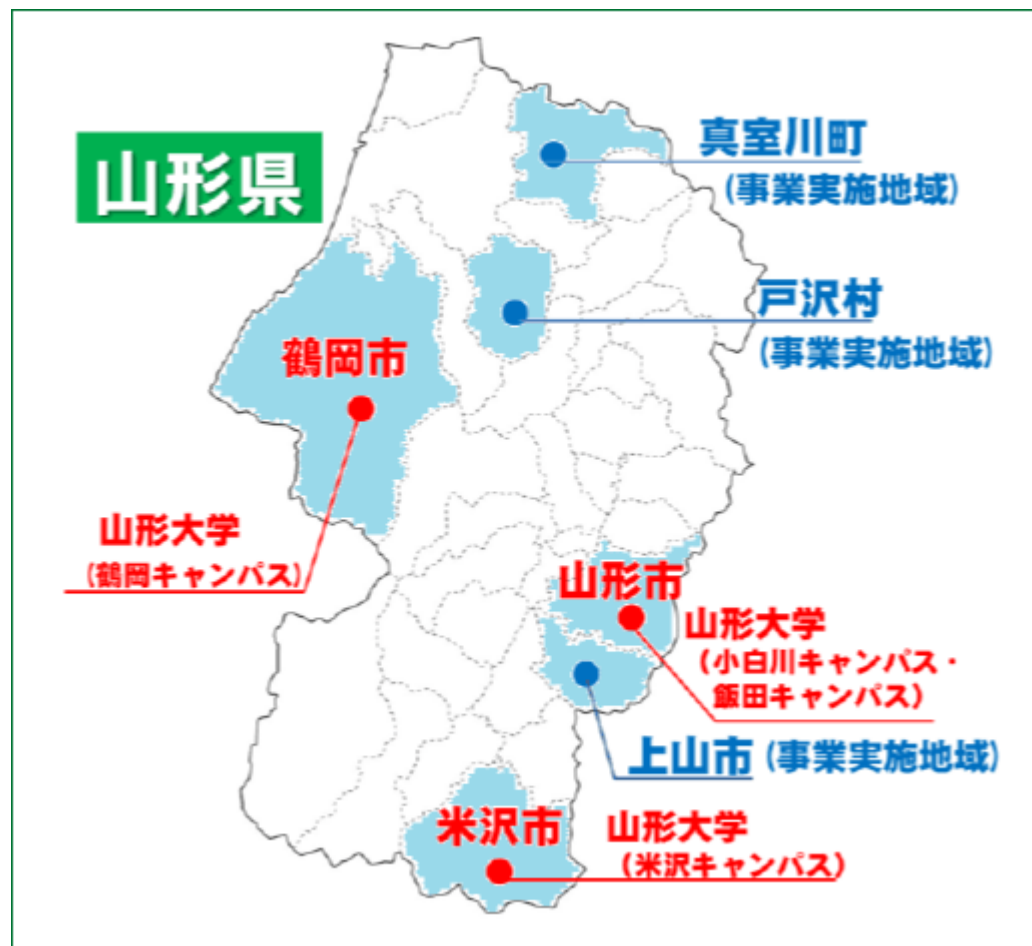 山形県
真室川町
(事業実施地域)
戸沢村
(事業実施地域)
鶴岡市
山形大学
(鶴岡キャンパス)
山形市
山形大学
(小白川キャンパス・
飯田キャンパス)
上山市 (事業実施地域)
米沢市
山形大学
(米沢キャンパス)